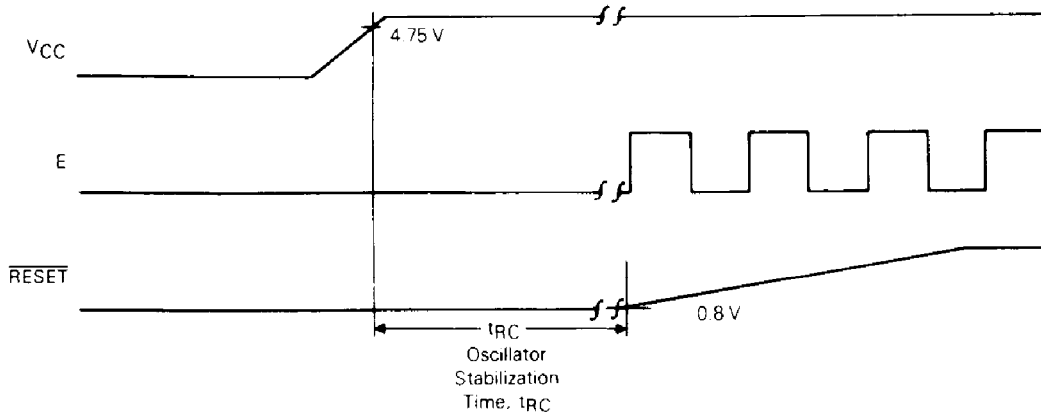 VCC
4.75 V
E
RESET
0.8 V
tRC
Oscillator
Stabilization
Time, tRC